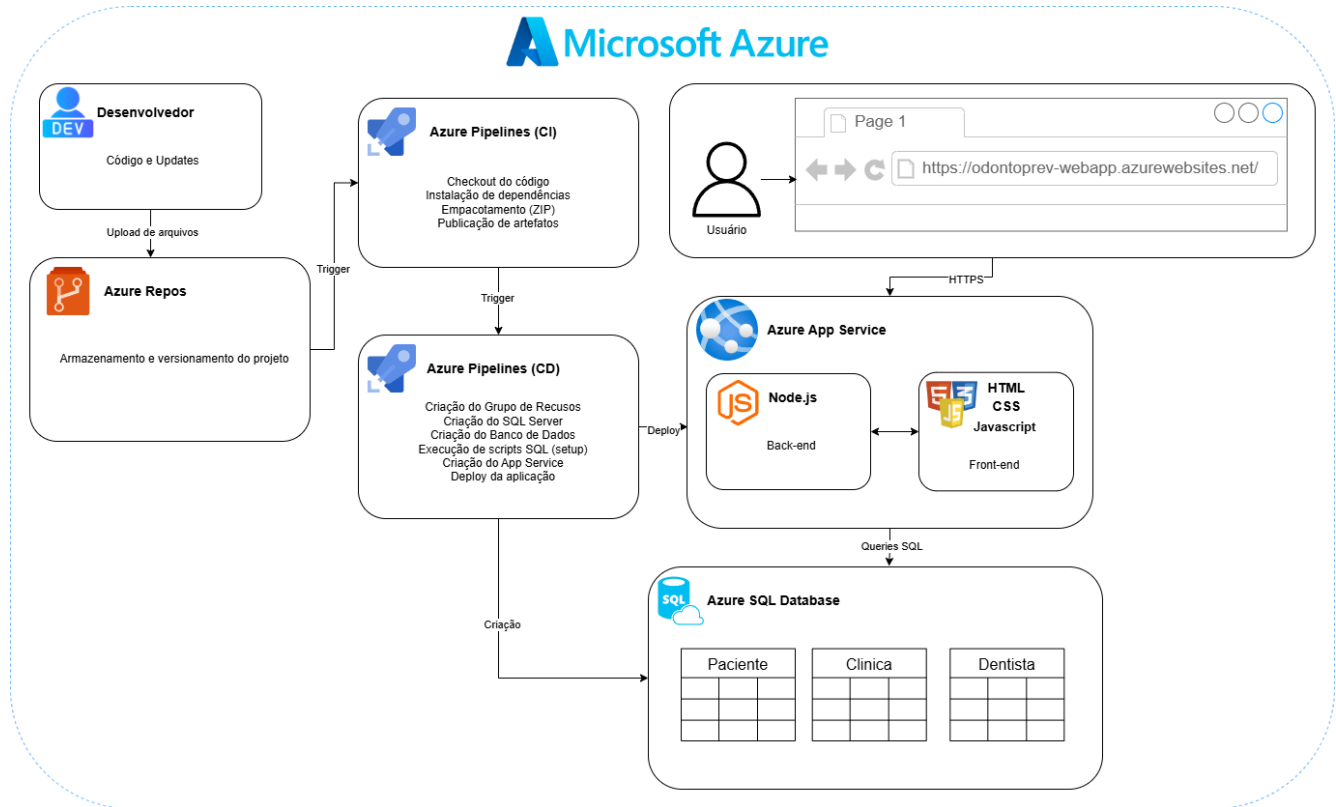 Microsoft Azure
Desenvolvedor
DEV
Código e Updates
Upload de arquivos
Azure Repos
Armazenamento e versionamento do projeto
Trigger
Azure Pipelines (CI)
Checkout do código
Instalação de dependências
Empacotamento (ZIP)
Publicação de artefatos
Trigger
Azure Pipelines (CD)
Criação do Grupo de Recusos
Criação do SQL Server
Criação do Banco de Dados
Execução de scripts SQL (setup)
Criação do App Service
Deploy da aplicação
Deploy
Criação
Usuário
Page 1
https://odontoprev-webapp.azurewebsites.net/
HTTPS
Azure App Service
JS
Node.js
Back-end
5
3
JS
HTML
CSS
Javascript
Front-end
Queries SQL
SQL
Azure SQL Database
Paciente
Clinica
Dentista